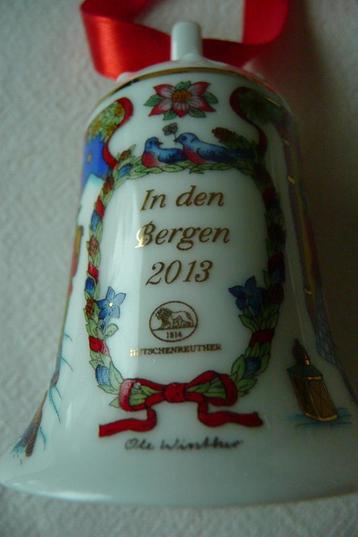 In den
Bergen
2013
1814
HUTSCHENREUTHER
Ole Winther